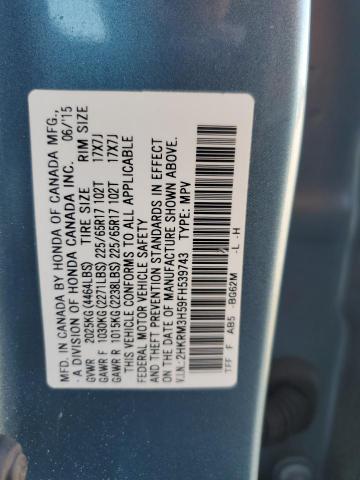 MFD. IN CANADA BY HONDA OF CANADA MFG.,
- A DIVISION OF HONDA CANADA INC. 06/15
TIRE SIZE RIM SIZE
GVWR 2025KG (4464LBS)
GAWR F 1030KG (2271LBS) 225/65R17 102T 17X7J
GAWR R 1015KG (2238LBS) 225/65R17 102T 17X7J
THIS VEHICLE CONFORMS TO ALL APPLICABLE
FEDERAL MOTOR VEHICLE SAFETY
AND THEFT PREVENTION STANDARDS IN EFFECT
ON THE DATE OF MANUFACTURE SHOWN ABOVE.
V.I.N.: 2HKRM3H59FH539743 TYPE: MPV
TFF F AB5 -BG62M -L -H